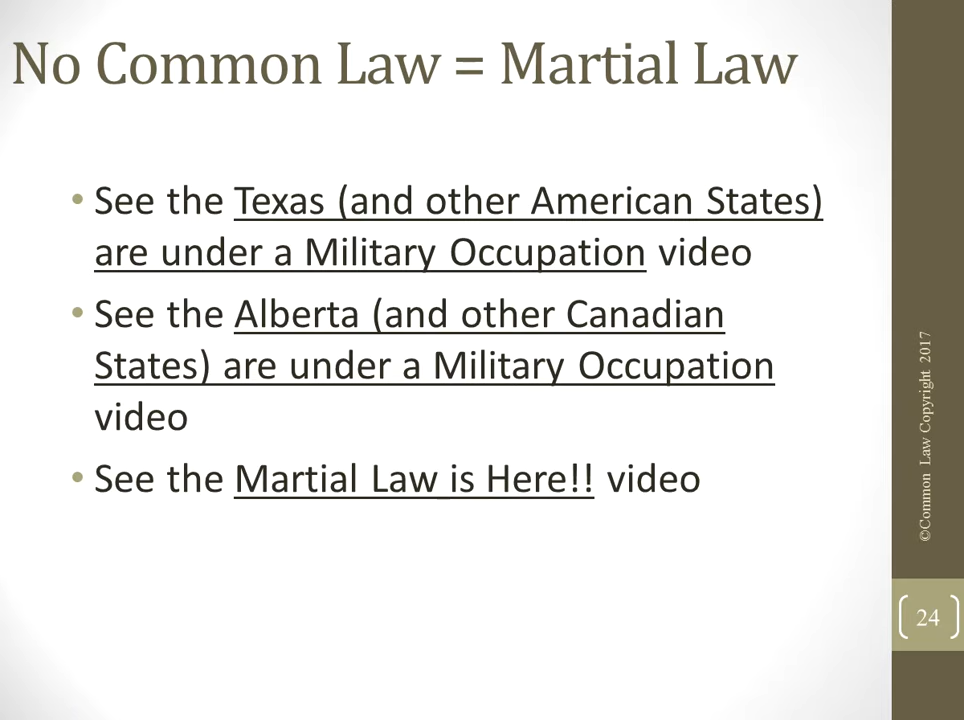 No Common Law = Martial Law
• See the Texas (and other American States)
are under a Military Occupation video
• See the Alberta (and other Canadian
States) are under a Military Occupation
video
• See the Martial Law is Here!! video
©Common Law Copyright 2017
24